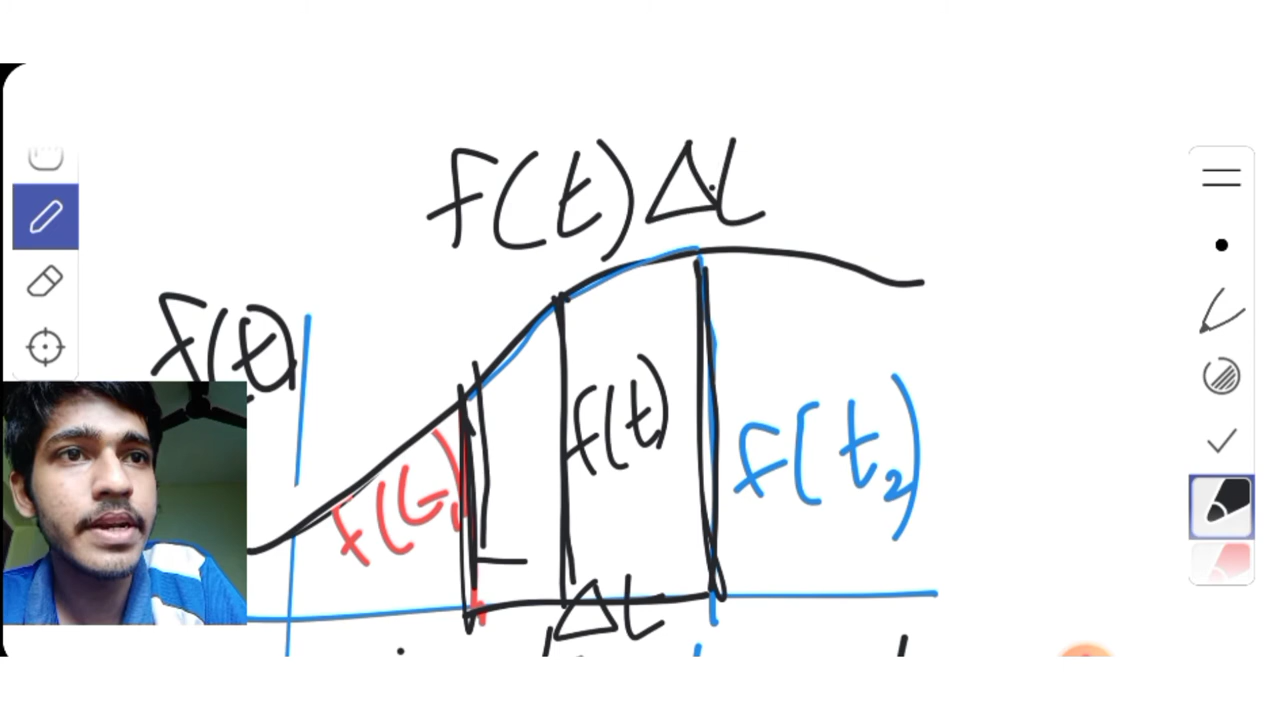 f(t)Δt
f(t)
f(t)
f(t₂)
f(t₁)
Δt